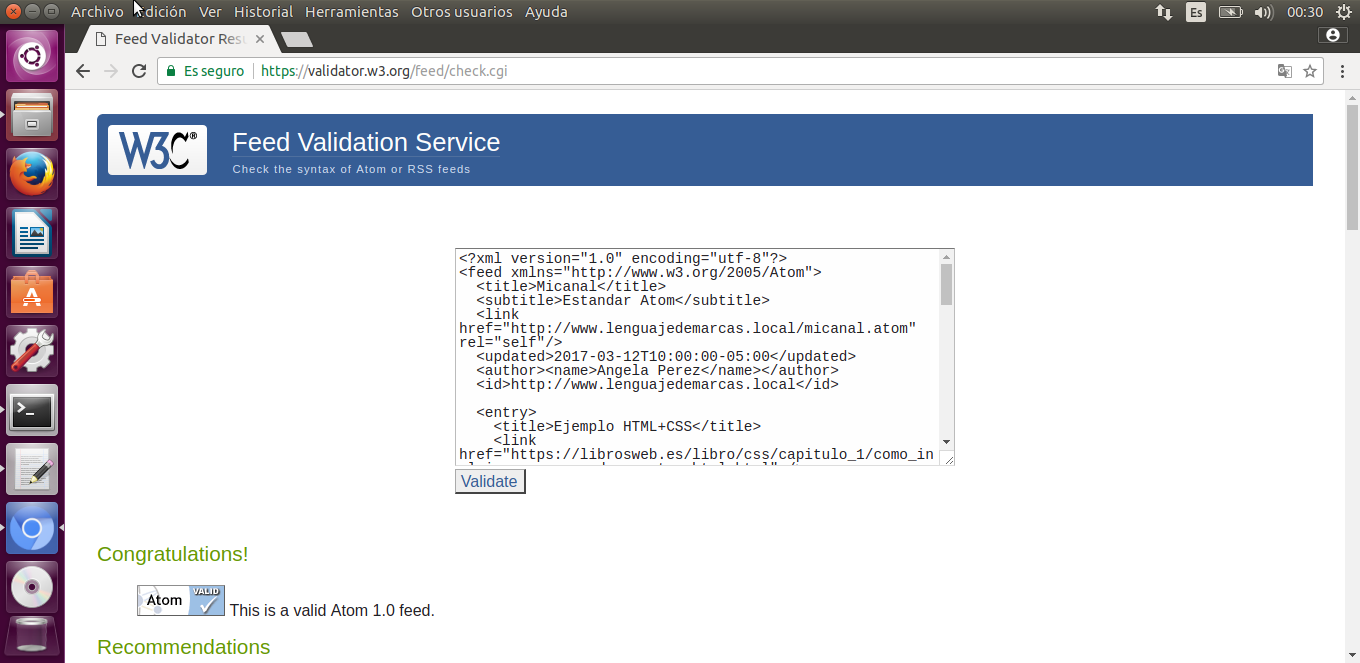 Archivo Edición Ver Historial Herramientas Otros usuarios Ayuda
Es
00:30
Feed Validator Res
Es seguro
https://validator.w3.org/feed/check.cgi
W3C®
Feed Validation Service
Check the syntax of Atom or RSS feeds
<?xml version="1.0" encoding="utf-8"?>
<feed xmlns="http://www.w3.org/2005/Atom">
<title>Micanal</title>
<subtitle>Estandar Atom</subtitle>
<link
href="http://www.lenguajedemarcas.local/micanal.atom"
rel="self"/>
<updated>2017-03-12T10:00:00-05:00</updated>
<author><name>Angela Perez</name></author>
<id>http://www.lenguajedemarcas.local</id>
<entry>
<title>Ejemplo HTML+CSS</title>
<link
href="https://librosweb.es/libro/css/capitulo_1/como_in
Validate
Congratulations!
Atom VALID
This is a valid Atom 1.0 feed.
Recommendations